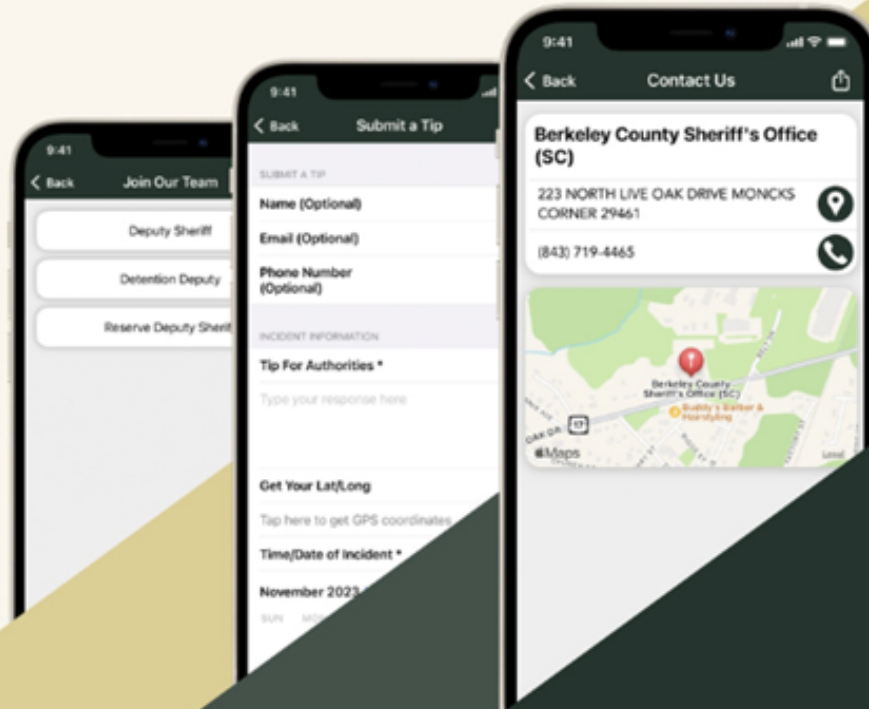 9:41
Back
Join Our Team
Deputy Sheriff
Detention Deputy
Reserve Deputy Sherif
9:41
Back
Submit a Tip
SUBMIT A TIP
Name (Optional)
Email (Optional)
Phone Number
(Optional)
INCIDENT INFORMATION
Tip For Authorities *
Type your response here
Get Your Lat/Long
Tap here to get GPS coordinates
Time/Date of Incident *
November 2023
SUN MON
9:41
Back
Contact Us
Berkeley County Sheriff's Office
(SC)
223 NORTH LIVE OAK DRIVE MONCKS
CORNER 29461
(843) 719-4465
Berkeley County
Sheriff's Office (SC)
Buddy's Barber &
Hairstyling
17
OAK DR
Maps
Legal